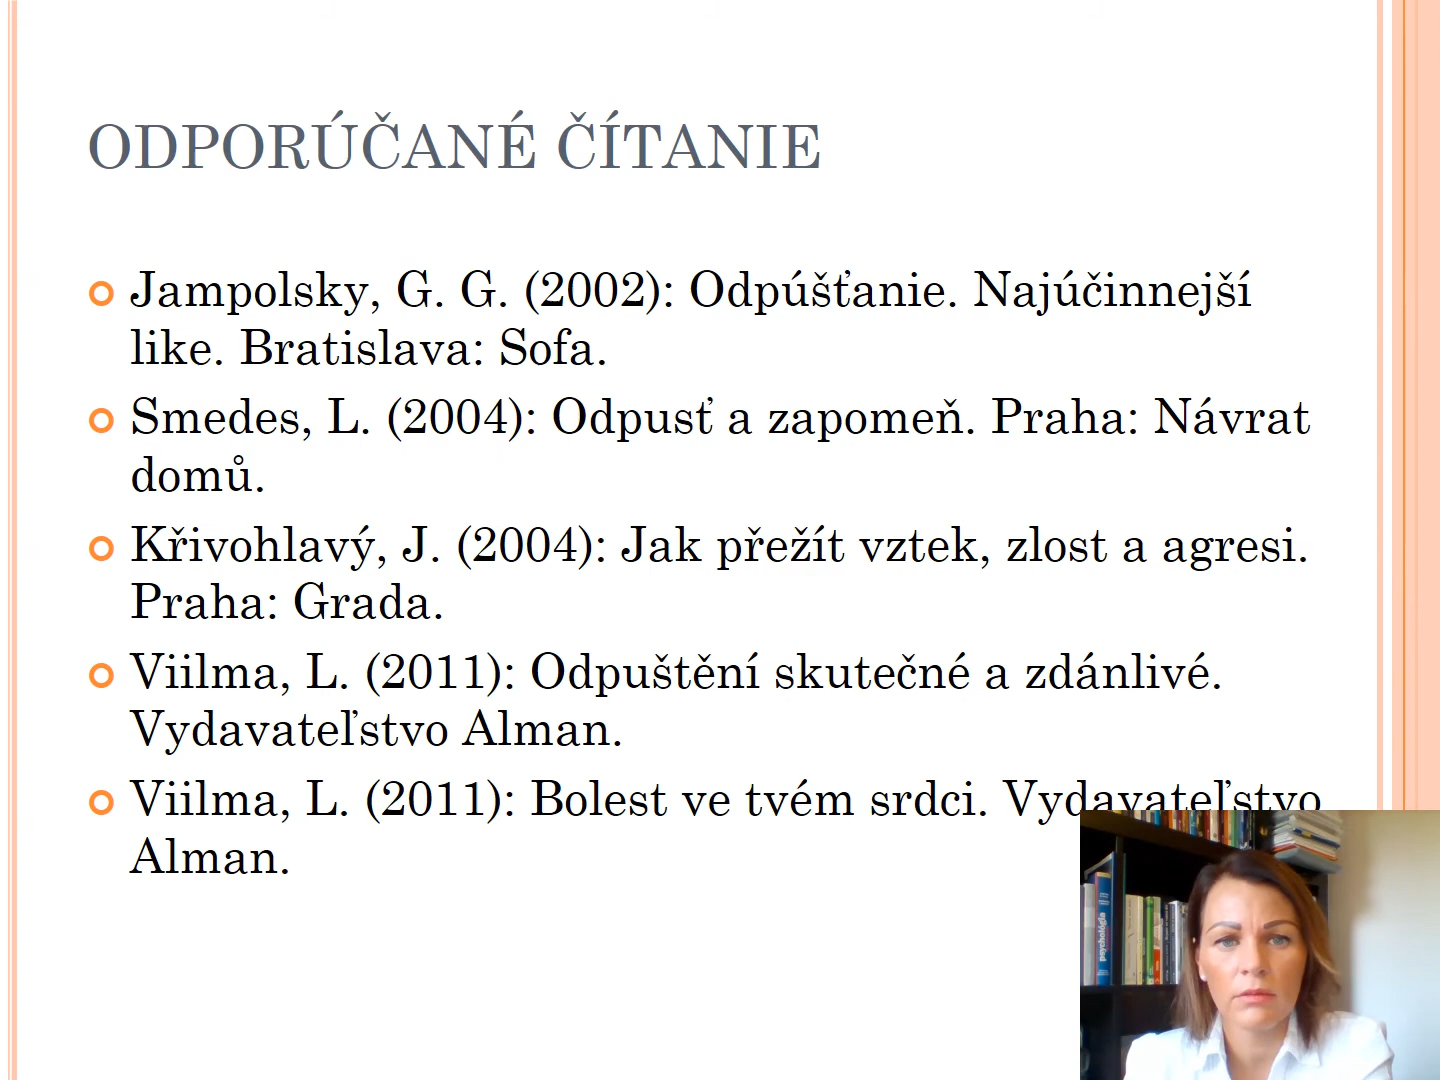 ODPORÚČANÉ ČÍTANIE
Jampolsky, G. G. (2002): Odpúšťanie. Najúčinnejší
like. Bratislava: Sofa.
Smedes, L. (2004): Odpusť a zapomeň. Praha: Návrat
domů.
Křivohlavý, J. (2004): Jak přežít vztek, zlost a agresi.
Praha: Grada.
Viilma, L. (2011): Odpuštění skutečné a zdánlivé.
Vydavateľstvo Alman.
Viilma, L. (2011): Bolest ve tvém srdci. Vydavateľstvo
Alman.
psychológia